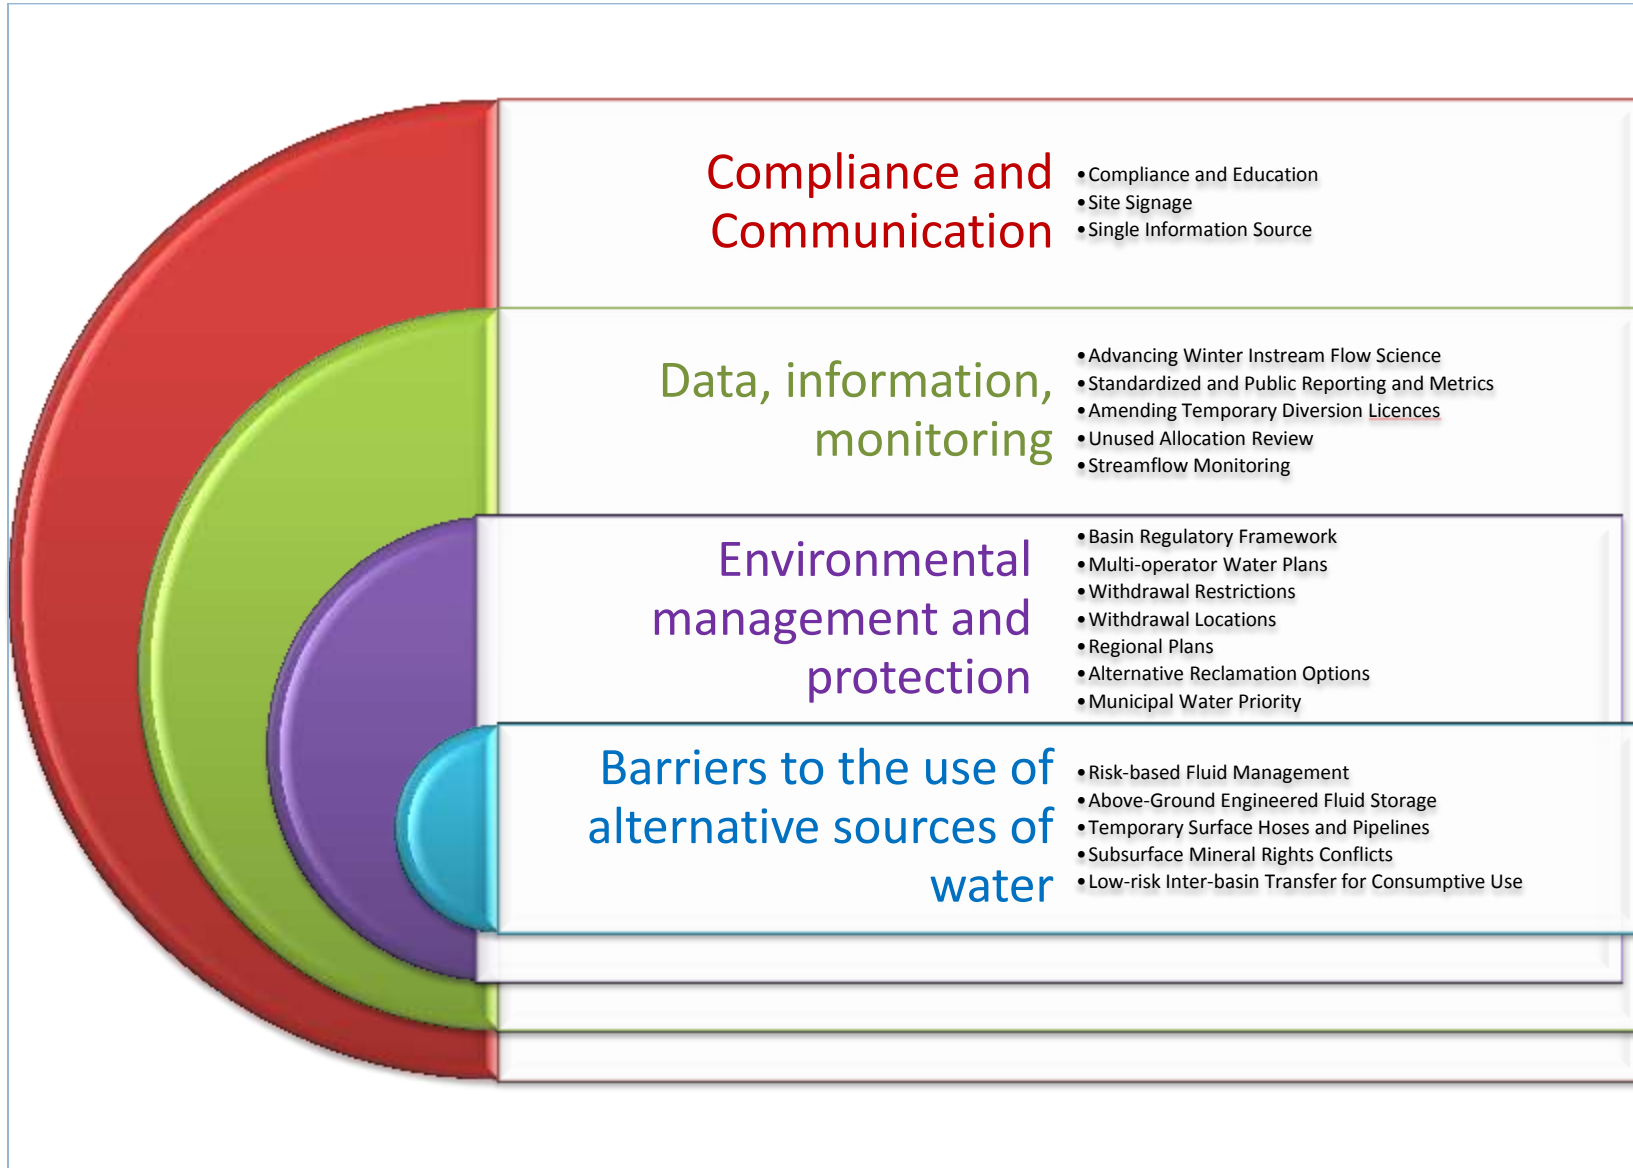 Compliance and
Communication
•Compliance and Education
•Site Signage
•Single Information Source
Data, information,
monitoring
•Advancing Winter Instream Flow Science
•Standardized and Public Reporting and Metrics
•Amending Temporary Diversion Licences
•Unused Allocation Review
•Streamflow Monitoring
Environmental
management and
protection
•Basin Regulatory Framework
•Multi-operator Water Plans
•Withdrawal Restrictions
•Withdrawal Locations
•Regional Plans
•Alternative Reclamation Options
•Municipal Water Priority
Barriers to the use of
alternative sources of
water
•Risk-based Fluid Management
•Above-Ground Engineered Fluid Storage
•Temporary Surface Hoses and Pipelines
•Subsurface Mineral Rights Conflicts
•Low-risk Inter-basin Transfer for Consumptive Use